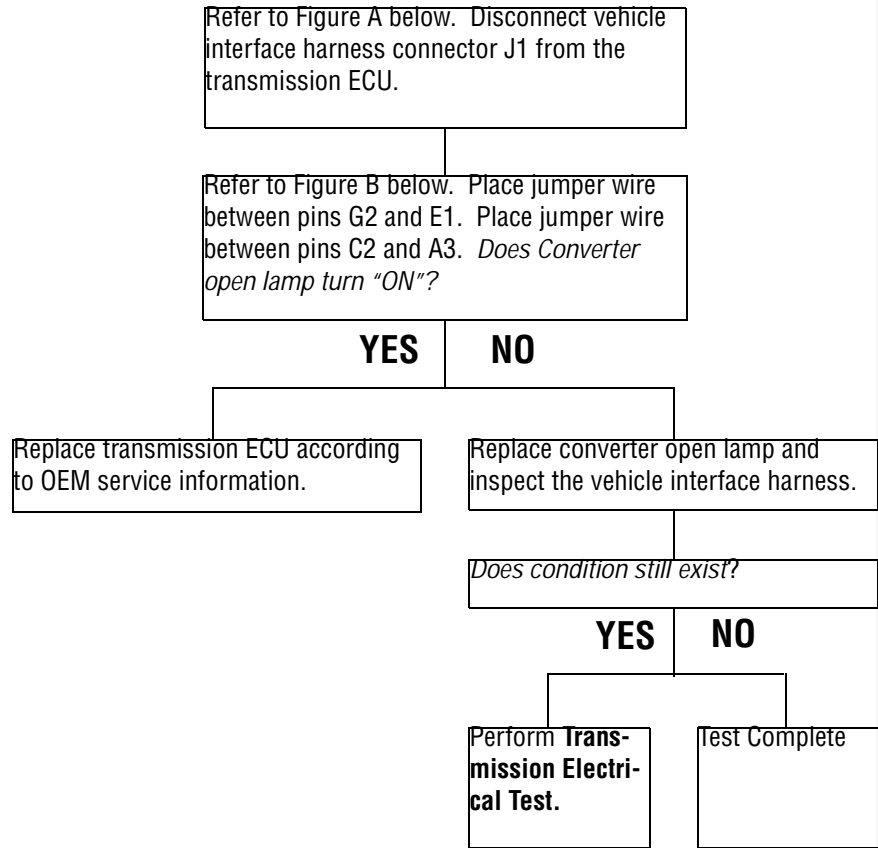 Refer to Figure A below. Disconnect vehicle
interface harness connector J1 from the
transmission ECU.
Refer to Figure B below. Place jumper wire
between pins G2 and E1. Place jumper wire
between pins C2 and A3. Does Converter
open lamp turn “ON”?
YES NO
Replace transmission ECU according
to OEM service information.
Replace converter open lamp and
inspect the vehicle interface harness.
Does condition still exist?
YES NO
Perform Trans-
mission Electri-
cal Test.
Test Complete